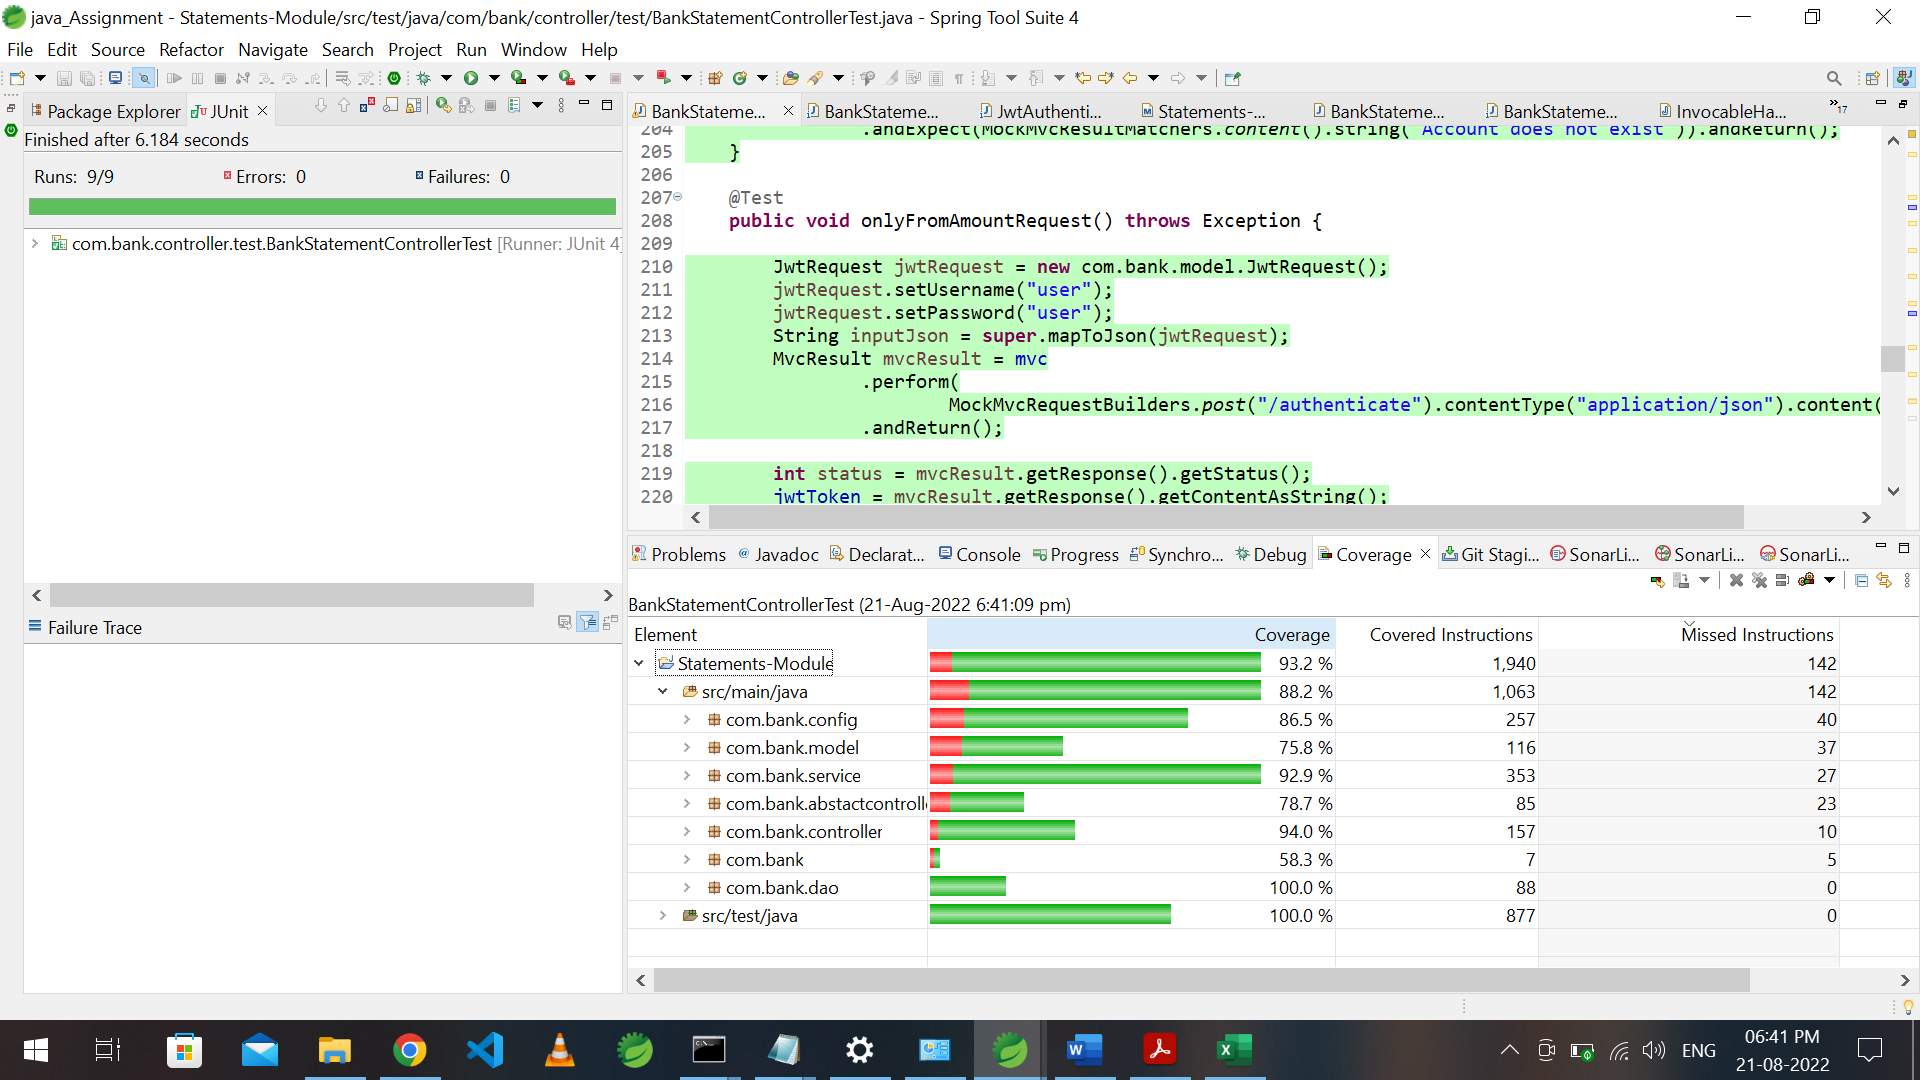 java_Assignment - Statements-Module/src/test/java/com/bank/controller/test/BankStatementControllerTest.java - Spring Tool Suite 4
File Edit Source Refactor Navigate Search Project Run Window Help
Package Explorer JUnit
Finished after 6.184 seconds
Runs: 9/9 Errors: 0 Failures: 0
com.bank.controller.test.BankStatementControllerTest [Runner: JUnit 4]
Failure Trace
BankStateme... BankStateme... JwtAuthenti... Statements-... BankStateme... BankStateme... InvocableHa... »17
204 .andExpect(MockMvcResultMatchers.content().string("Account does not exist")).andReturn();
205 }
206
207 @Test
208 public void onlyFromAmountRequest() throws Exception {
209
210 JwtRequest jwtRequest = new com.bank.model.JwtRequest();
211 jwtRequest.setUsername("user");
212 jwtRequest.setPassword("user");
213 String inputJson = super.mapToJson(jwtRequest);
214 MvcResult mvcResult = mvc
215 .perform(
216 MockMvcRequestBuilders.post("/authenticate").contentType("application/json").content(
217 .andReturn();
218
219 int status = mvcResult.getResponse().getStatus();
220 jwtToken = mvcResult.getResponse().getContentAsString();
Problems Javadoc Declarat... Console Progress Synchro... Debug Coverage Git Stagi... SonarLi... SonarLi... SonarLi...
BankStatementControllerTest (21-Aug-2022 6:41:09 pm)
Element Coverage Covered Instructions Missed Instructions
Statements-Module 93.2 % 1,940 142
src/main/java 88.2 % 1,063 142
com.bank.config 86.5 % 257 40
com.bank.model 75.8 % 116 37
com.bank.service 92.9 % 353 27
com.bank.abstactcontroll 78.7 % 85 23
com.bank.controller 94.0 % 157 10
com.bank 58.3 % 7 5
com.bank.dao 100.0 % 88 0
src/test/java 100.0 % 877 0
ENG
06:41 PM
21-08-2022